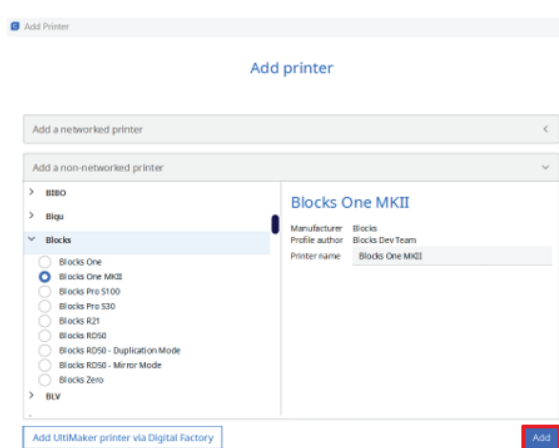 Add Printer
Add printer
Add a networked printer
Add a non-networked printer
BIBO
Biqu
Blocks
Blocks One
Blocks One MKII
Blocks Pro S100
Blocks Pro S30
Blocks R21
Blocks RD50
Blocks RD50 - Duplication Mode
Blocks RD50 - Mirror Mode
Blocks Zero
BLV
Blocks One MKII
Manufacturer Blocks
Profile author Blocks Dev Team
Printer name Blocks One MKII
Add UltiMaker printer via Digital Factory
Add